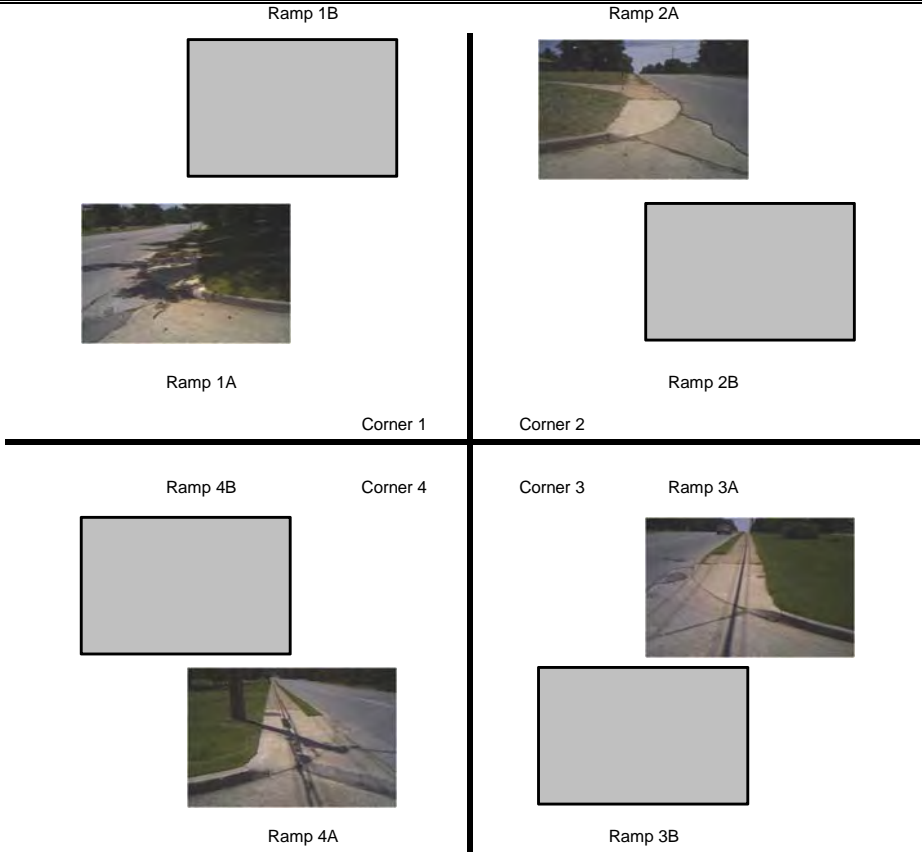 Ramp 1B
Ramp 2A
Ramp 1A
Ramp 2B
Corner 1
Corner 2
Ramp 4B
Corner 4
Corner 3
Ramp 3A
Ramp 4A
Ramp 3B